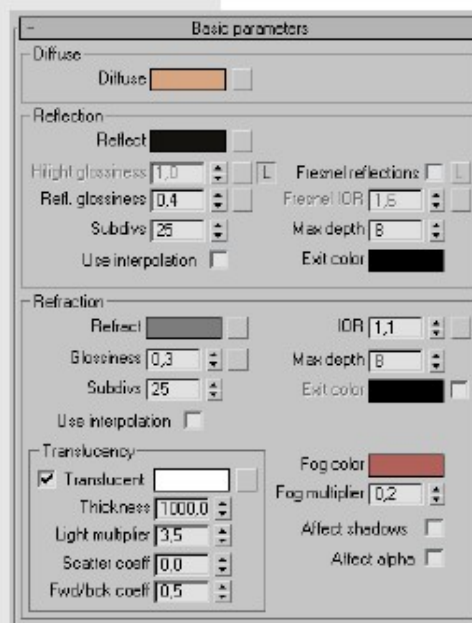 - Basic parameters
Diffuse
Diffuse
Reflection
Reflect
Hilight glossiness 1,0 L Fresnel reflections L
Refl. glossiness 0,4 Fresnel IOR 1,6
Subdivs 25 Max depth 8
Use interpolation Exit color
Refraction
Refract IOR 1,1
Glossiness 0,3 Max depth 8
Subdivs 25 Exit color
Use interpolation
Translucency
Translucent Fog color
Thickness 1000,0 Fog multiplier 0,2
Light multiplier 3,5 Affect shadows
Scatter coeff 0,0 Affect alpha
Fwd/bck coeff 0,5